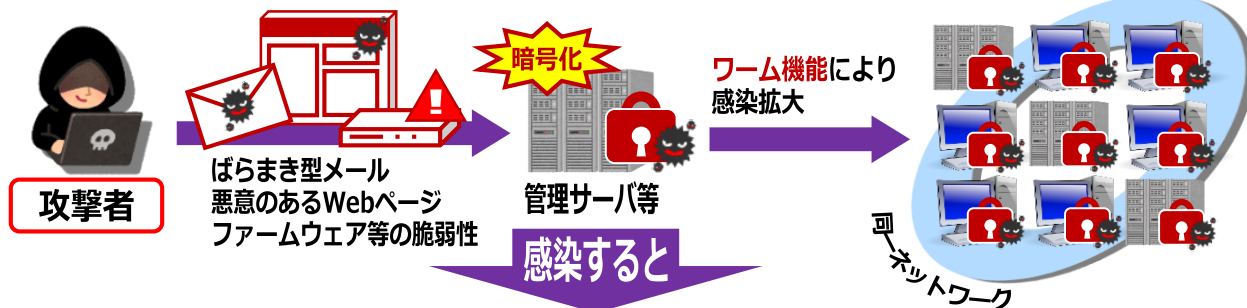 攻撃者
ばらまき型メール
悪意のあるWebページ
ファームウェア等の脆弱性
暗号化
管理サーバ等
感染すると
ワーム機能により
感染拡大
同一ネットワーク